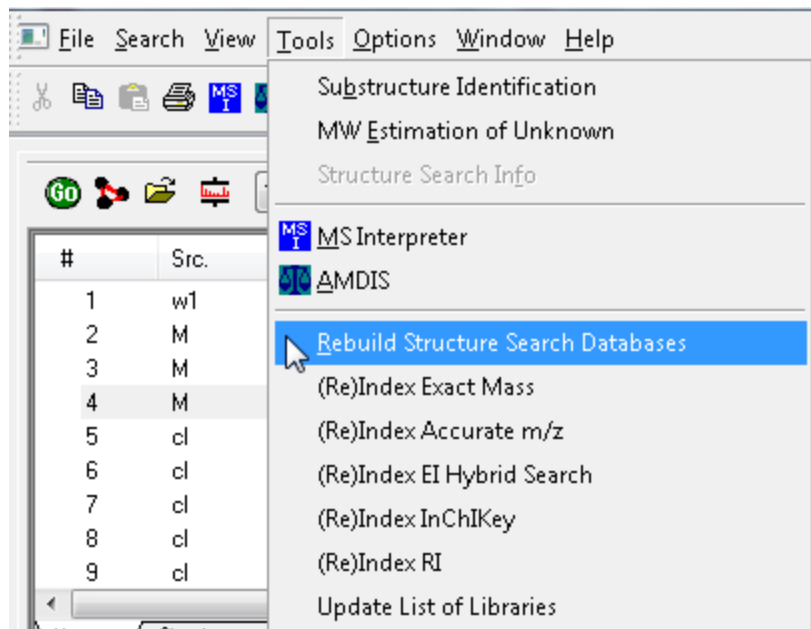 File Search View Tools Options Window Help
Substructure Identification
MW Estimation of Unknown
Structure Search Info
MS Interpreter
AMDIS
Rebuild Structure Search Databases
(Re)Index Exact Mass
(Re)Index Accurate m/z
(Re)Index EI Hybrid Search
(Re)Index InChIKey
(Re)Index RI
Update List of Libraries
MS
I
Go
# Src.
1 w1
2 M
3 M
4 M
5 cl
6 cl
7 cl
8 cl
9 cl
MS
I